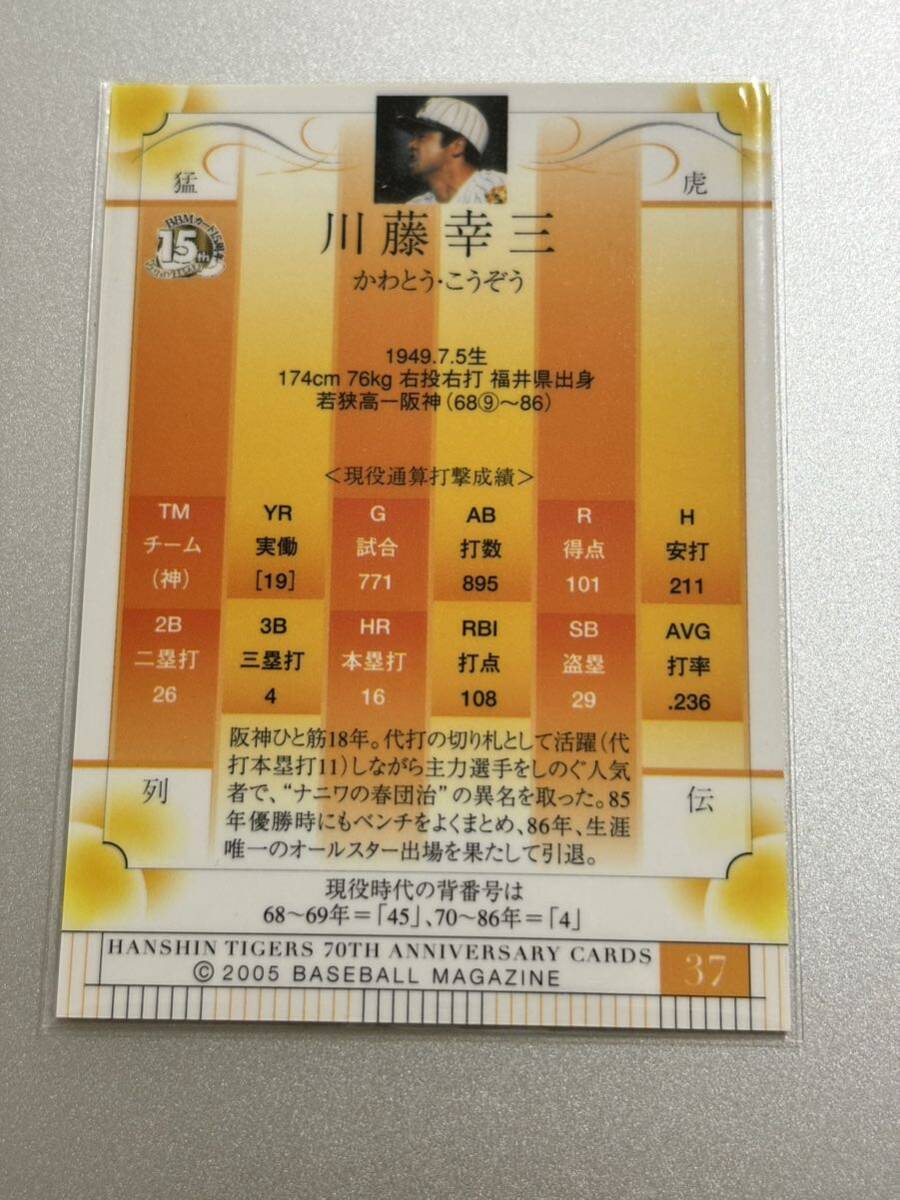 猛 虎
BBMカード15周年
15th
川藤幸三
かわとう・こうぞう
1949.7.5生
174cm 76kg 右投右打 福井県出身
若狭高―阪神(68⑨〜86)
<現役通算打撃成績>
TM YR G AB R H
チーム 実働 試合 打数 得点 安打
(神) [19] 771 895 101 211
2B 3B HR RBI SB AVG
二塁打 三塁打 本塁打 打点 盗塁 打率
26 4 16 108 29 .236
阪神ひと筋18年。代打の切り札として活躍(代
打本塁打11)しながら主力選手をしのぐ人気
者で、“ナニワの春団治”の異名を取った。85
年優勝時にもベンチをよくまとめ、86年、生涯
唯一のオールスター出場を果たして引退。
列 伝
現役時代の背番号は
68〜69年=「45」、70〜86年=「4」
HANSHIN TIGERS 70TH ANNIVERSARY CARDS
© 2005 BASEBALL MAGAZINE
37